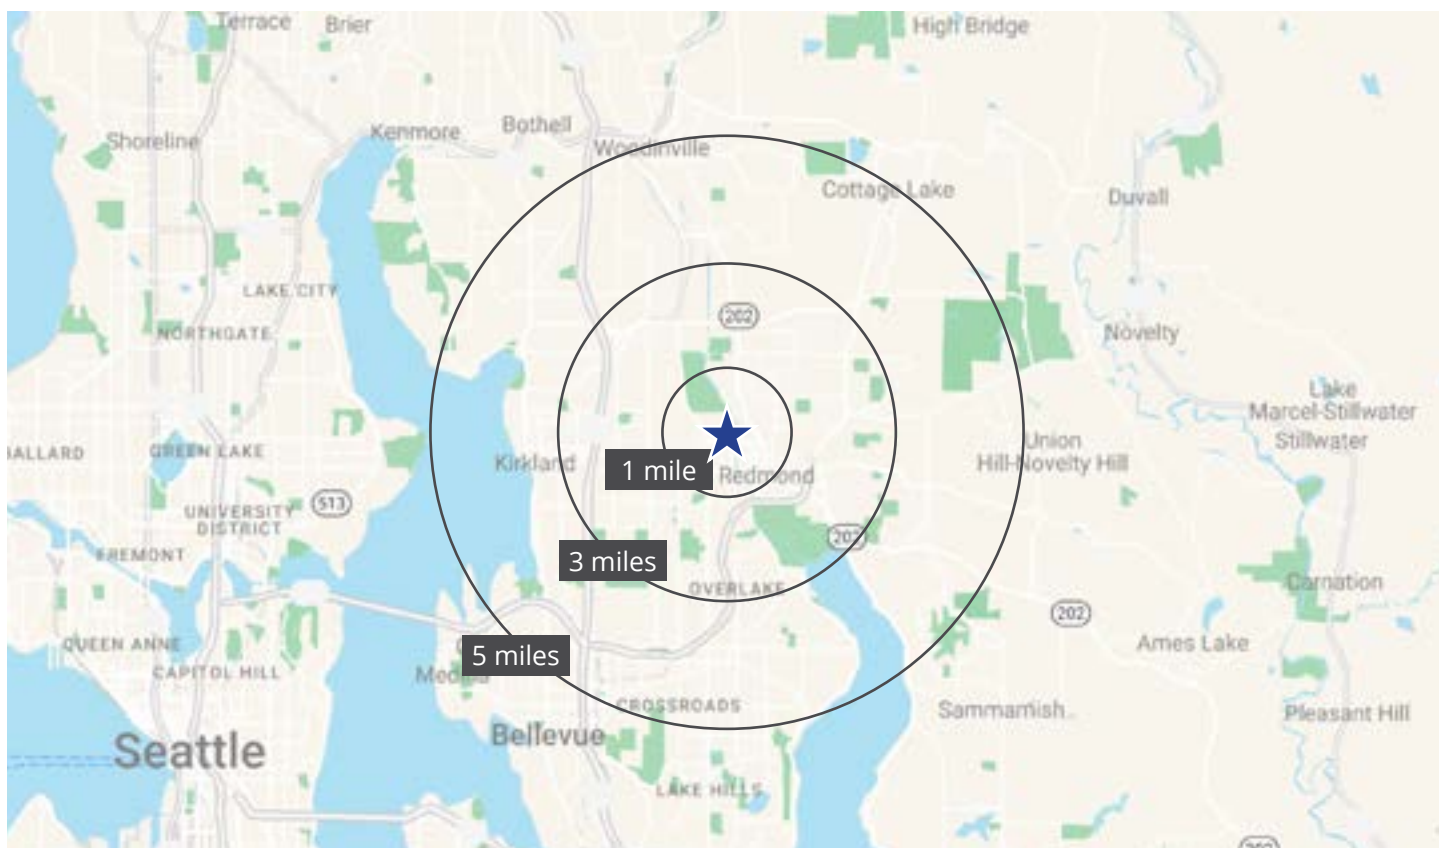 Terrace
Brier
High Bridge
Shoreline
Kenmore
Bothell
Woodinville
Cottage Lake
Duvall
LAKE CITY
NORTHGATE
202
Novelty
Lake
Marcel-Stillwater
Stillwater
GREEN LAKE
Kirkland
1 mile
Redmond
Union
Hill-Novelty Hill
513
UNIVERSITY
DISTRICT
FREMONT
3 miles
202
OVERLAKE
Carnation
202
QUEEN ANNE
Ames Lake
5 miles
CAPITOL HILL
CROSSROADS
Sammamish
Pleasant Hill
Seattle
Bellevue
LAKE HILLS